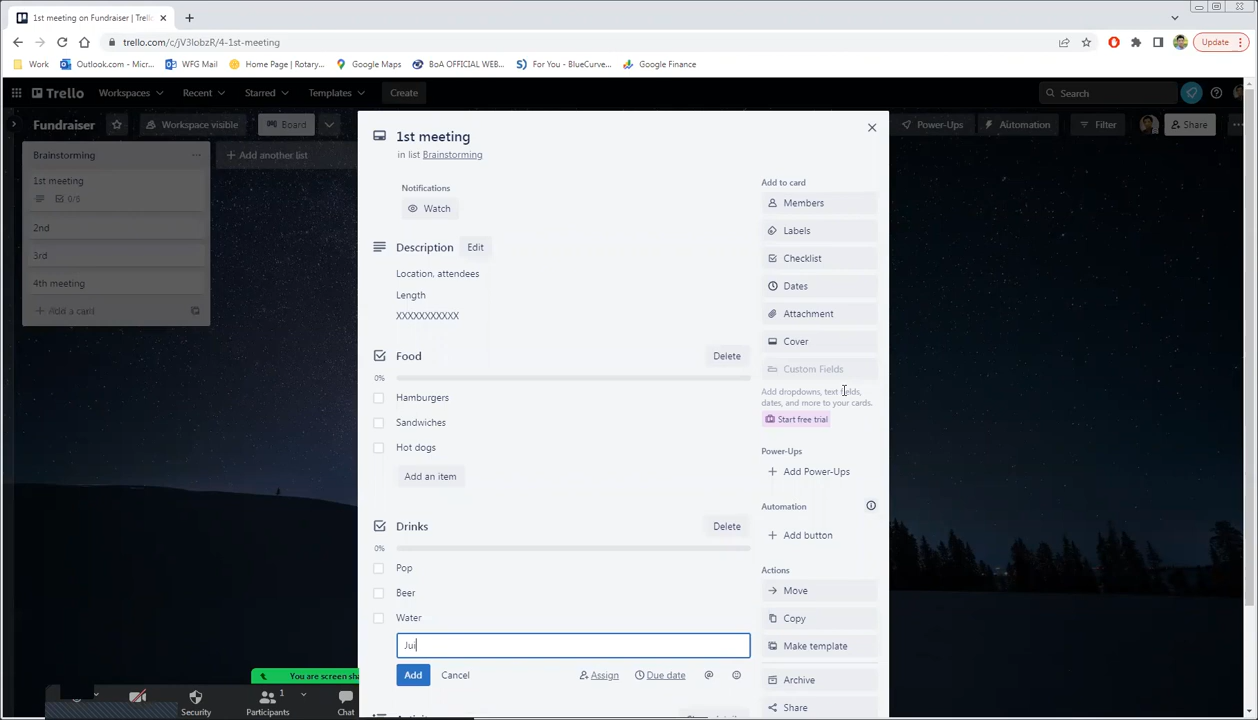 1st meeting on Fundraiser | Trello
trello.com/c/jV3lobzR/4-1st-meeting
Update
Work
Outlook.com - Micr...
WFG Mail
Home Page | Rotary...
Google Maps
BoA OFFICIAL WEB...
For You - BlueCurve...
Google Finance
Trello
Workspaces
Recent
Starred
Templates
Create
Search
Fundraiser
Workspace visible
Board
Power-Ups
Automation
Filter
Share
Brainstorming
1st meeting
2nd
3rd
4th meeting
+ Add a card
+ Add another list
1st meeting
in list Brainstorming
Notifications
Watch
Description
Edit
Location, attendees
Length
XXXXXXXXXXX
Food
Delete
0%
Hamburgers
Sandwiches
Hot dogs
Add an item
Drinks
Delete
0%
Pop
Beer
Water
Jui
Add
Cancel
Assign
Due date
@
Add to card
Members
Labels
Checklist
Dates
Attachment
Cover
Custom Fields
Add dropdowns, text fields,
dates, and more to your cards.
Start free trial
Power-Ups
+ Add Power-Ups
Automation
+ Add button
Actions
Move
Copy
Make template
Archive
Share
You are screen sha
Security
Participants
1
Chat